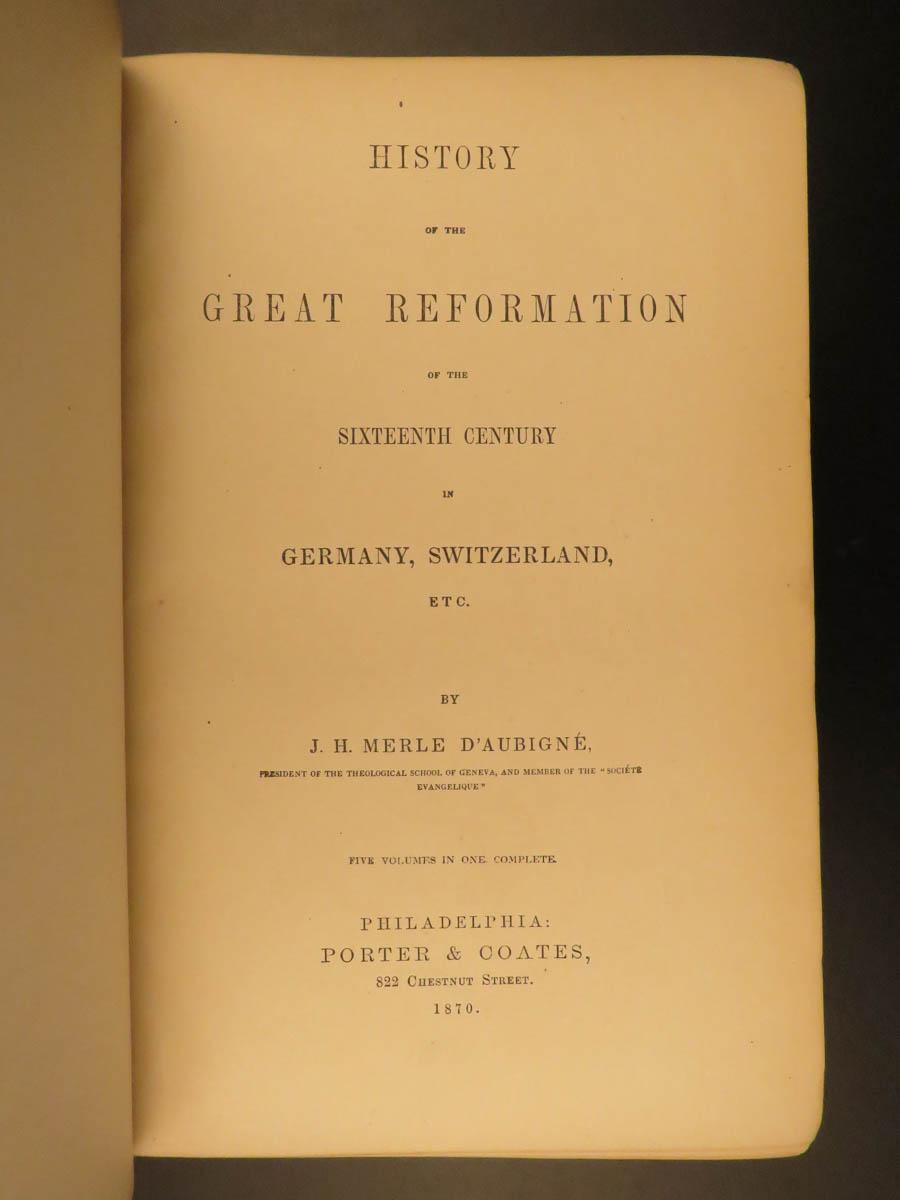 HISTORY
OF THE
GREAT REFORMATION
OF THE
SIXTEENTH CENTURY
IN
GERMANY, SWITZERLAND,
ETC.
BY
J. H. MERLE D'AUBIGNÉ,
PRESIDENT OF THE THEOLOGICAL SCHOOL OF GENEVA, AND MEMBER OF THE "SOCIÉTÉ
EVANGELIQUE"
FIVE VOLUMES IN ONE. COMPLETE.
PHILADELPHIA:
PORTER & COATES,
822 CHESTNUT STREET.
1870.